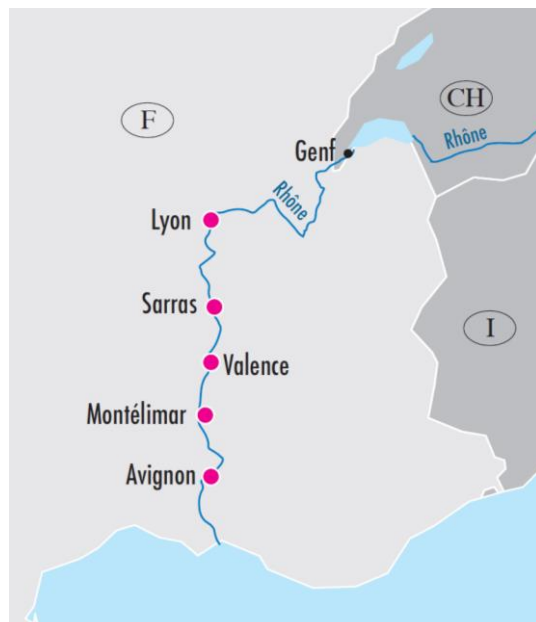 CH
F
Rhône
Genf
Rhône
Lyon
Sarras
I
Valence
Montélimar
Avignon